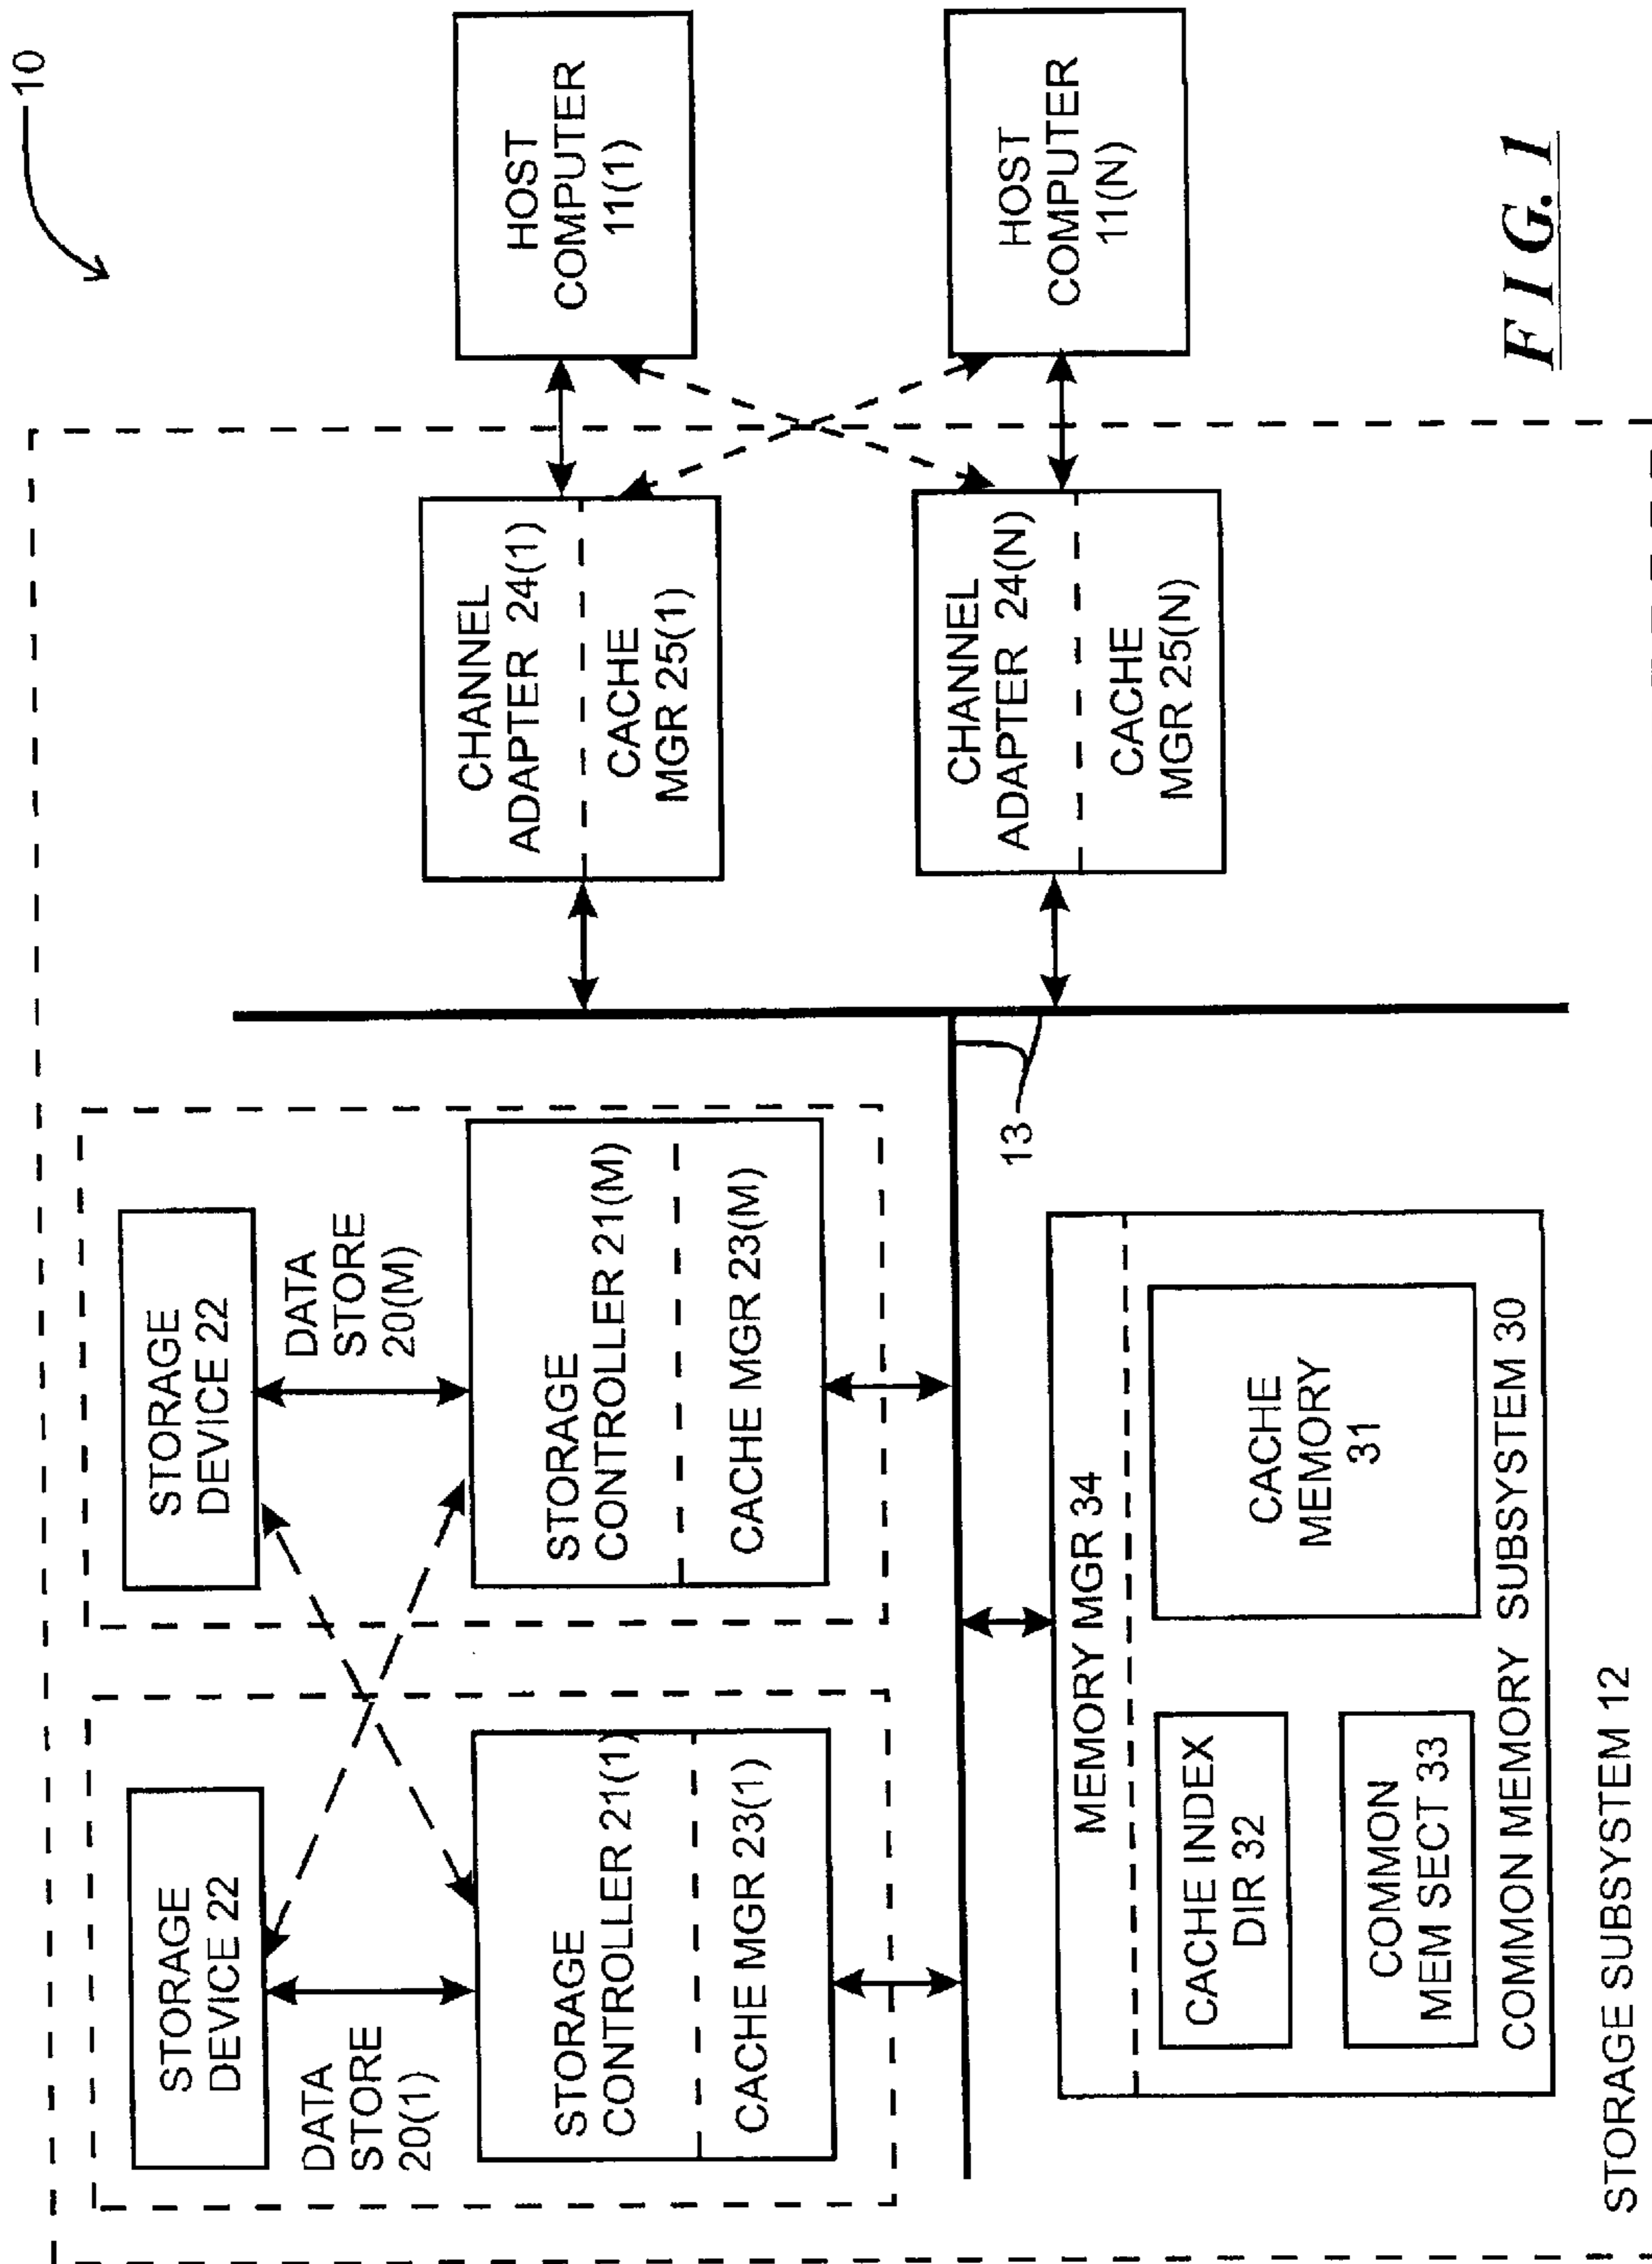 10
STORAGE
DEVICE 22
DATA
STORE
20(1)
STORAGE
CONTROLLER 21(1)
CACHE MGR 23(1)
STORAGE
DEVICE 22
DATA
STORE
20(M)
STORAGE
CONTROLLER 21(M)
CACHE MGR 23(M)
CHANNEL
ADAPTER 24(1)
CACHE
MGR 25(1)
HOST
COMPUTER
11(1)
CHANNEL
ADAPTER 24(N)
CACHE
MGR 25(N)
HOST
COMPUTER
11(N)
13
MEMORY MGR 34
CACHE INDEX
DIR 32
COMMON
MEM SECT 33
CACHE
MEMORY
31
COMMON MEMORY SUBSYSTEM 30
STORAGE SUBSYSTEM 12
FIG. 1